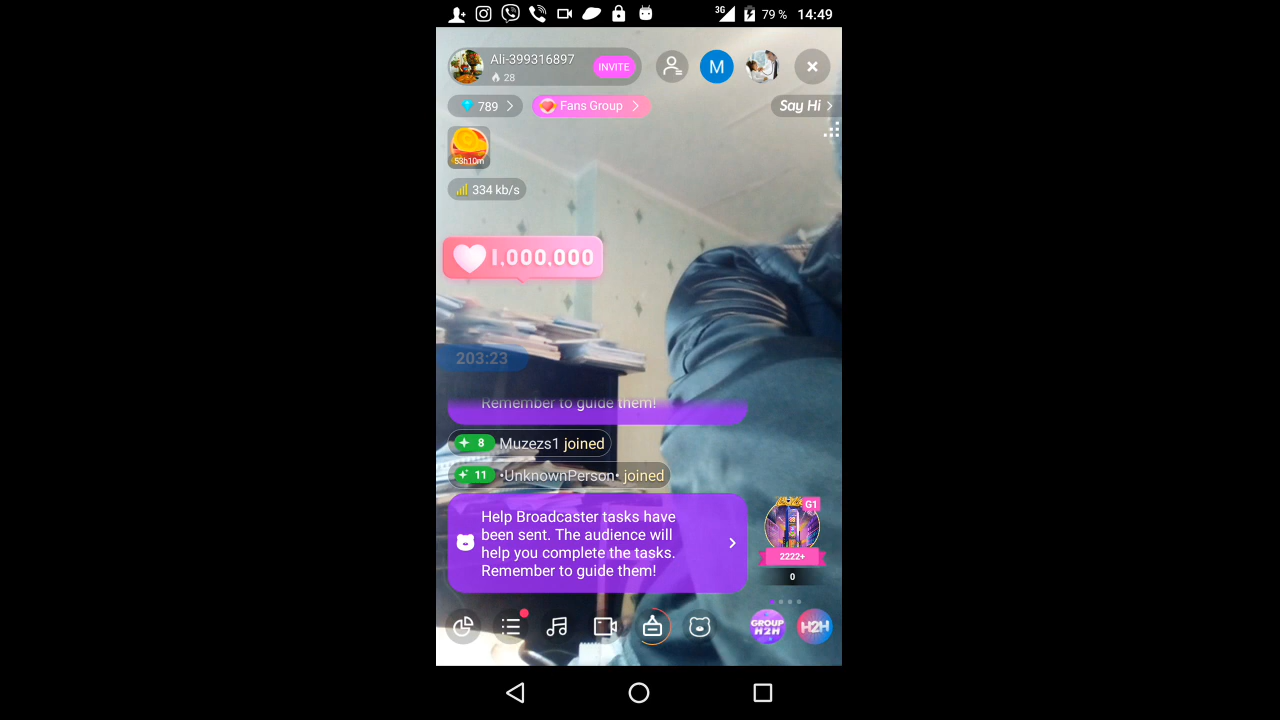 3G 79 % 14:49
Ali-399316897
28
INVITE
M
789
Fans Group
Say Hi
53h10m
334 kb/s
1,000,000
203:23
Remember to guide them!
8 Muzezs1 joined
11 •UnknownPerson• joined
Help Broadcaster tasks have
been sent. The audience will
help you complete the tasks.
Remember to guide them!
G1
2222+
0
GROUP
H2H
H2H